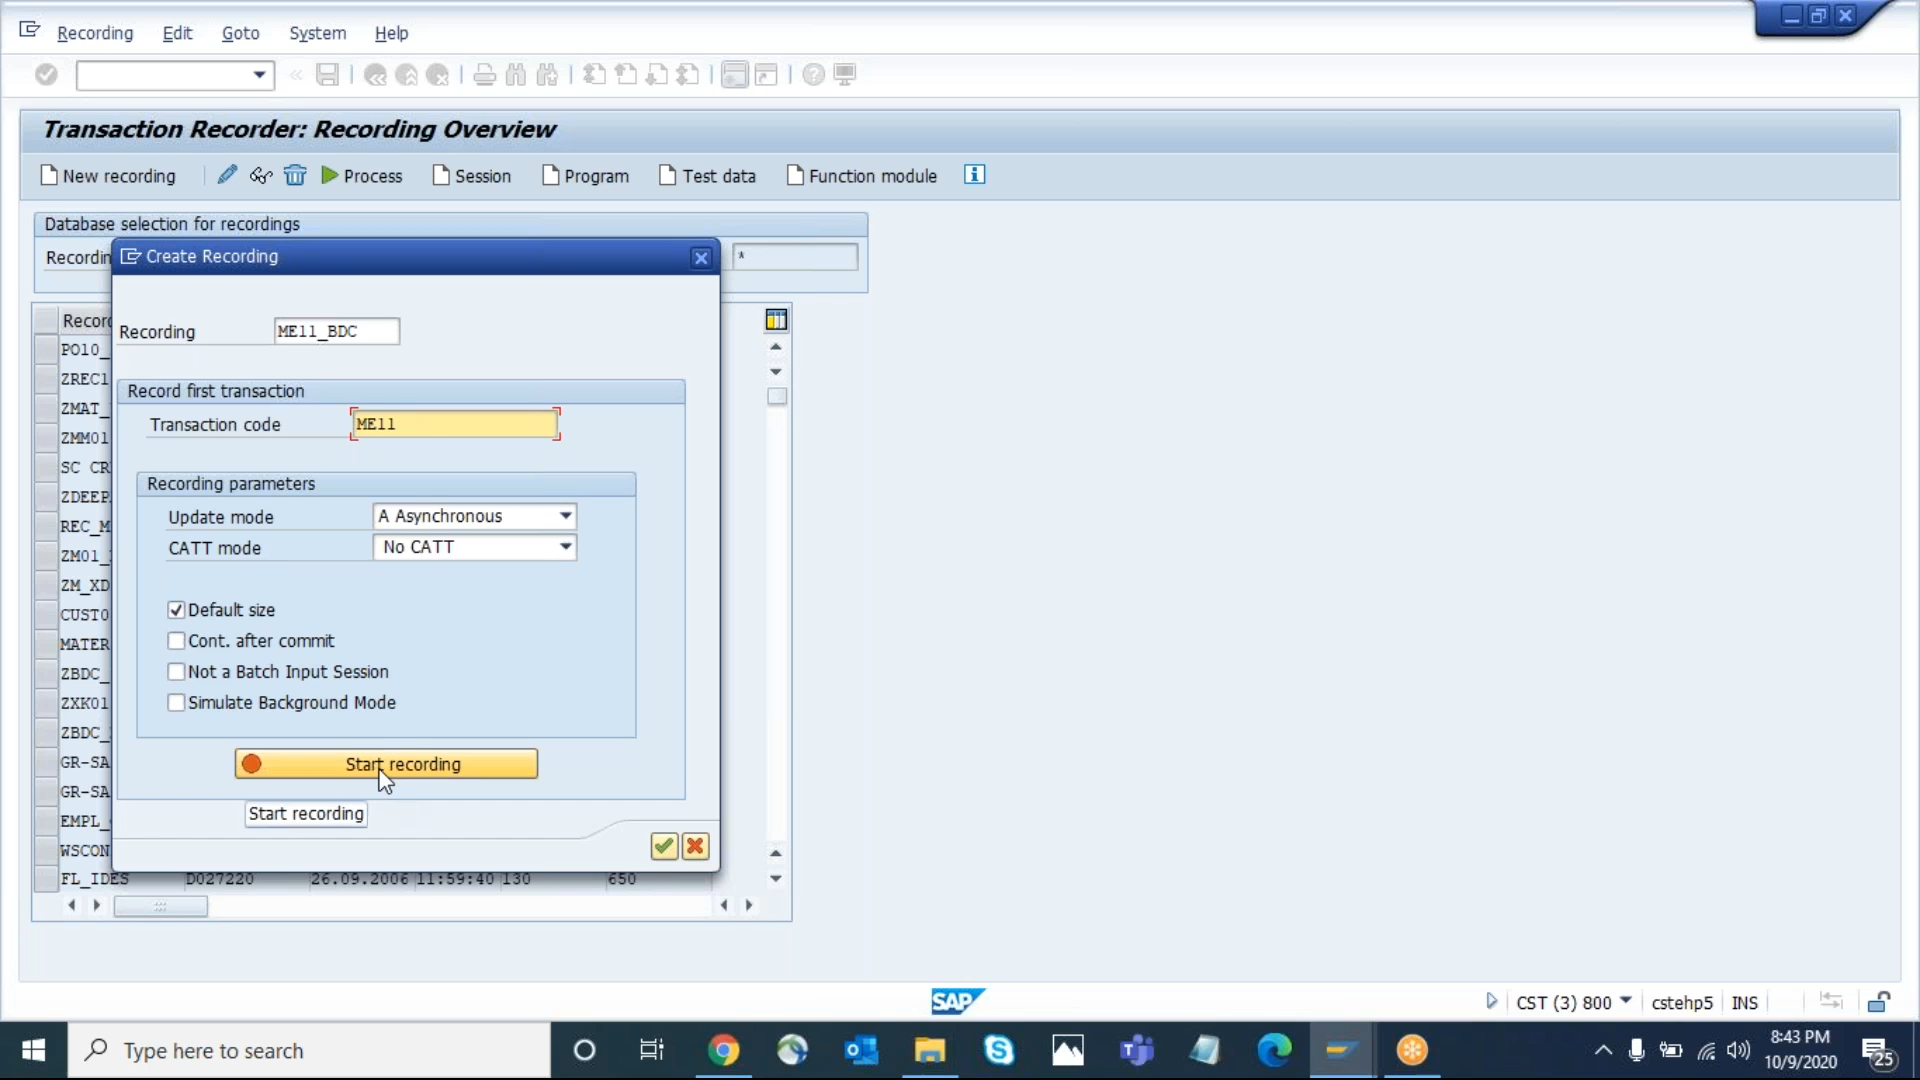 Recording Edit Goto System Help
Transaction Recorder: Recording Overview
New recording Process Session Program Test data Function module
Database selection for recordings
Recordin *
Create Recording
Recording ME11_BDC
Record first transaction
Transaction code ME11
Recording parameters
Update mode A Asynchronous
CATT mode No CATT
Default size
Cont. after commit
Not a Batch Input Session
Simulate Background Mode
Start recording
Start recording
Recor
PO10_
ZREC1
ZMAT_
ZMM01
SC CR
ZDEEP
REC_M
ZM01_
ZM_XD
CUSTO
MATER
ZBDC_
ZXK01
ZBDC_
GR-SA
GR-SA
EMPL_
WSCON
FL_IDES D027220 26.09.2006 11:59:40 130 650
SAP
CST (3) 800 cstehp5 INS
Type here to search
8:43 PM
10/9/2020
25